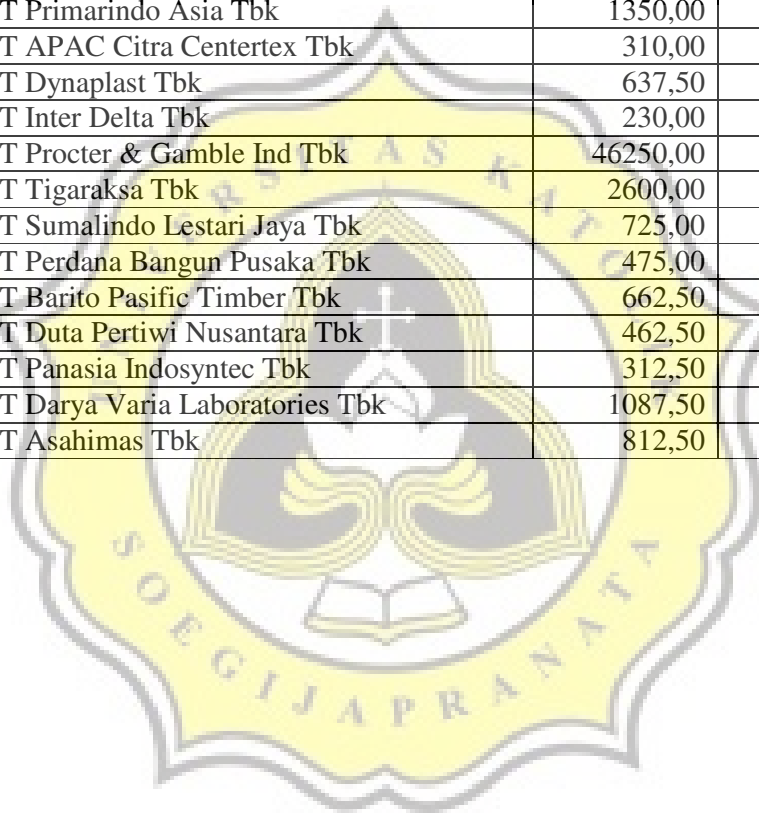 T Primarindo Asia Tbk 1350,00
T APAC Citra Centertex Tbk 310,00
T Dynaplast Tbk 637,50
T Inter Delta Tbk 230,00
T Procter & Gamble Ind Tbk 46250,00
T Tigaraksa Tbk 2600,00
T Sumalindo Lestari Jaya Tbk 725,00
T Perdana Bangun Pusaka Tbk 475,00
T Barito Pasific Timber Tbk 662,50
T Duta Pertiwi Nusantara Tbk 462,50
T Panasia Indosyntec Tbk 312,50
T Darya Varia Laboratories Tbk 1087,50
T Asahimas Tbk 812,50
UNIVERSITAS KATOLIK
SOEGIJAPRANATA